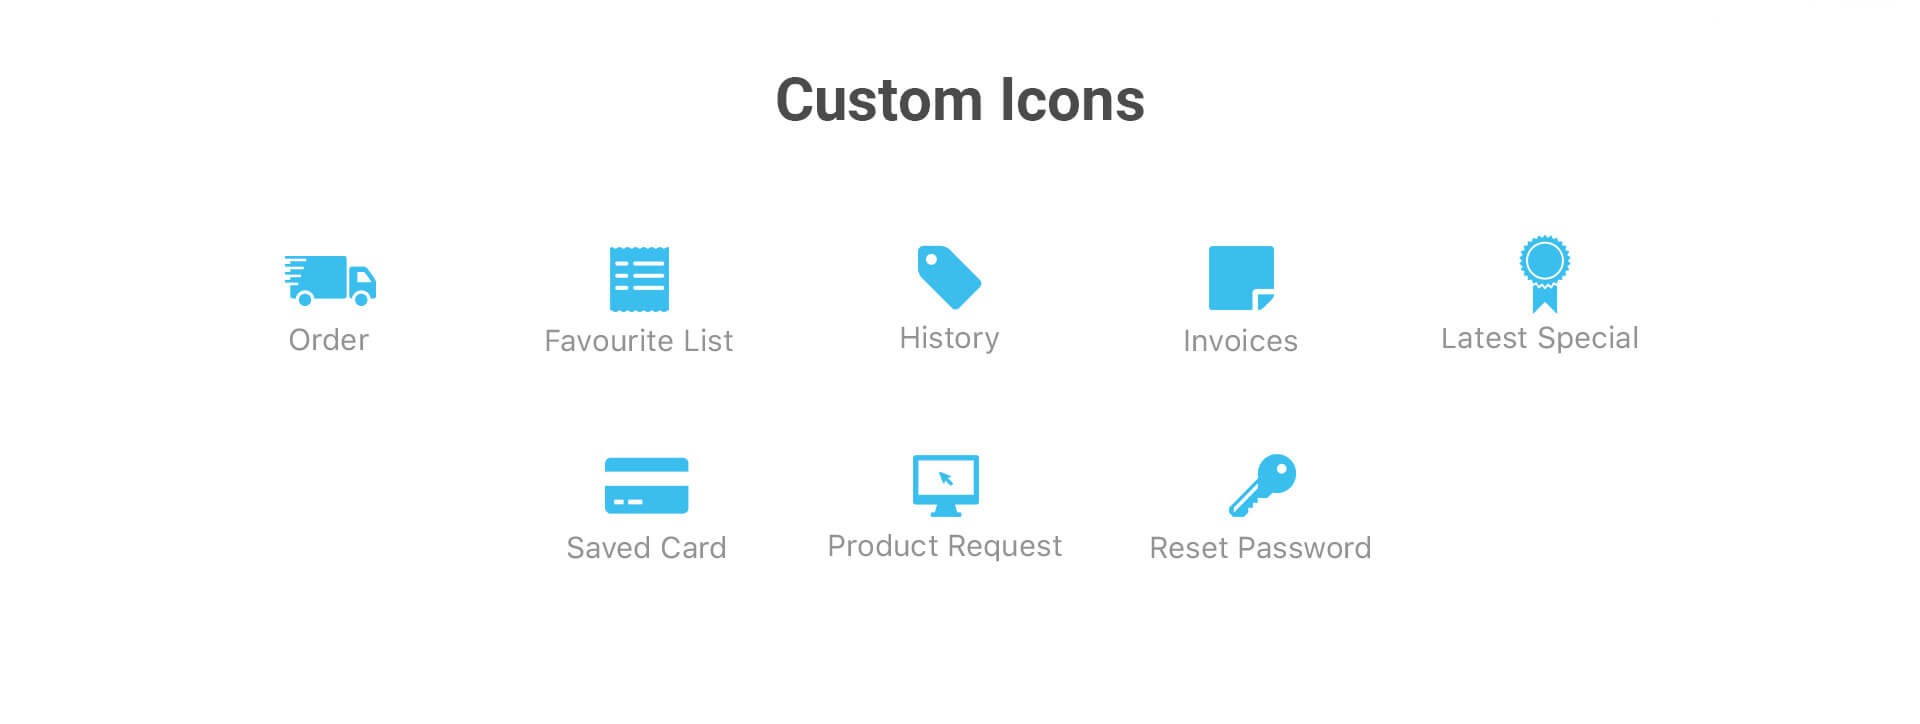 Custom Icons
Order
Favourite List
History
Invoices
Latest Special
Saved Card
Product Request
Reset Password